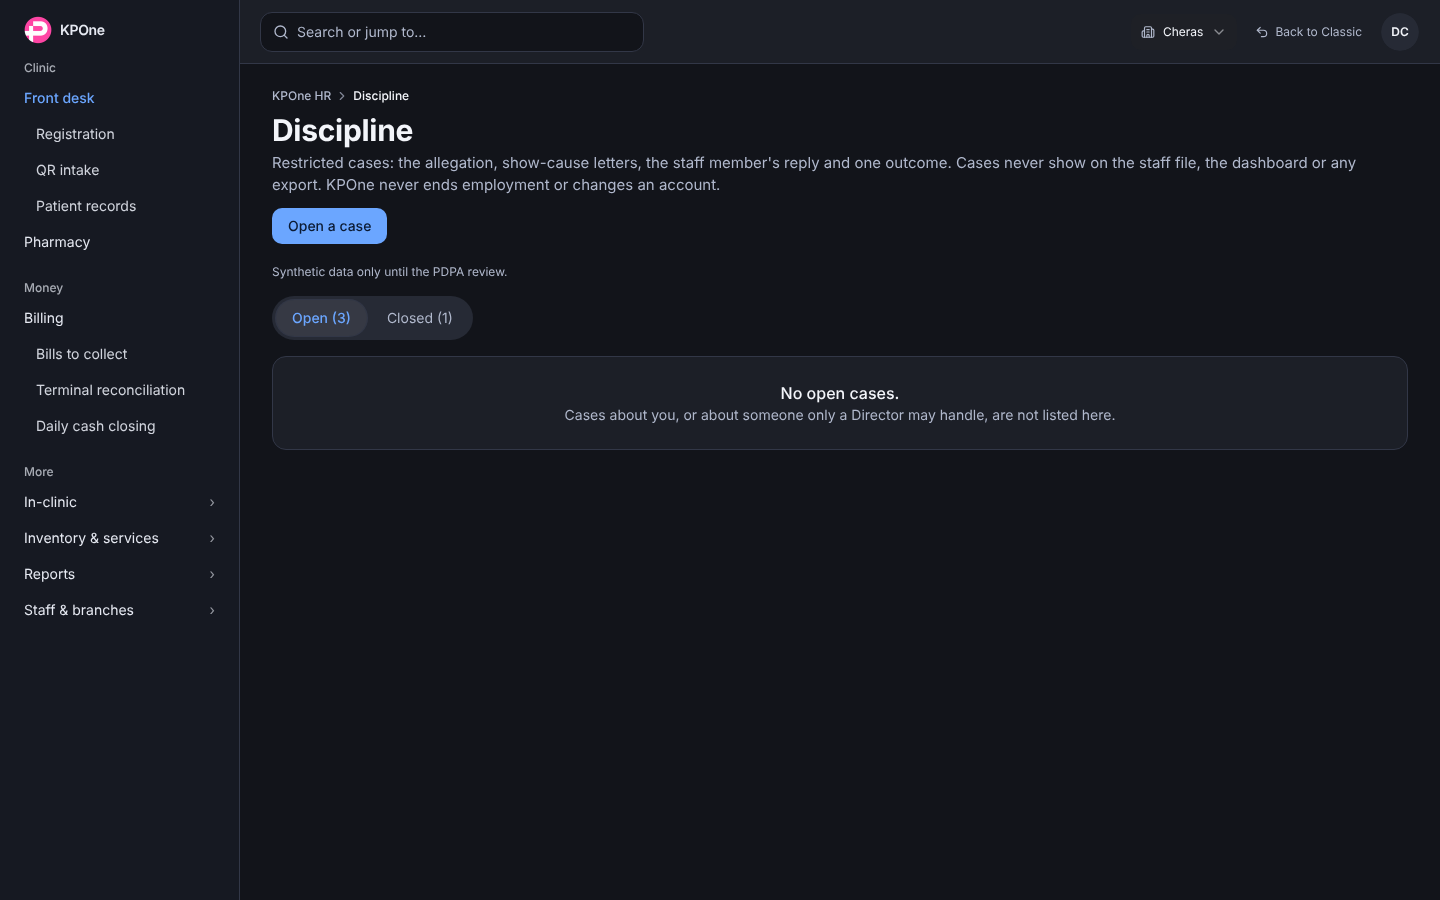 KPOne
Clinic
Front desk
Registration
QR intake
Patient records
Pharmacy
Money
Billing
Bills to collect
Terminal reconciliation
Daily cash closing
More
In-clinic
Inventory & services
Reports
Staff & branches
Search or jump to...
Cheras
Back to Classic
DC
KPOne HR > Discipline
Discipline
Restricted cases: the allegation, show-cause letters, the staff member's reply and one outcome. Cases never show on the staff file, the dashboard or any
export. KPOne never ends employment or changes an account.
Open a case
Synthetic data only until the PDPA review.
Open (3)
Closed (1)
No open cases.
Cases about you, or about someone only a Director may handle, are not listed here.